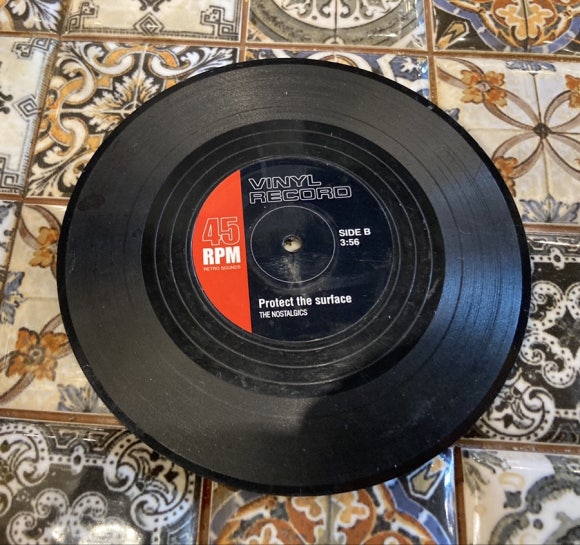 VINYL
RECORD
45
RPM
RETRO SOUNDS
SIDE B
3:56
Protect the surface
THE NOSTALGICS